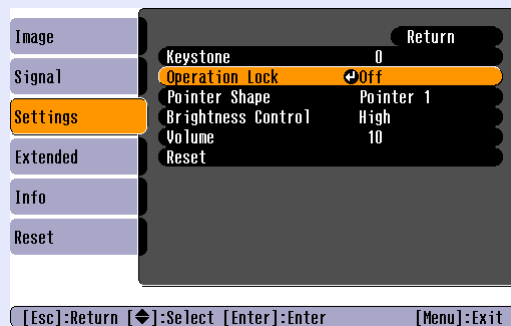 Image
Signal
Settings
Extended
Info
Reset
Return
Keystone 0
Operation Lock Off
Pointer Shape Pointer 1
Brightness Control High
Volume 10
Reset
[Esc]:Return [◆]:Select [Enter]:Enter [Menu]:Exit